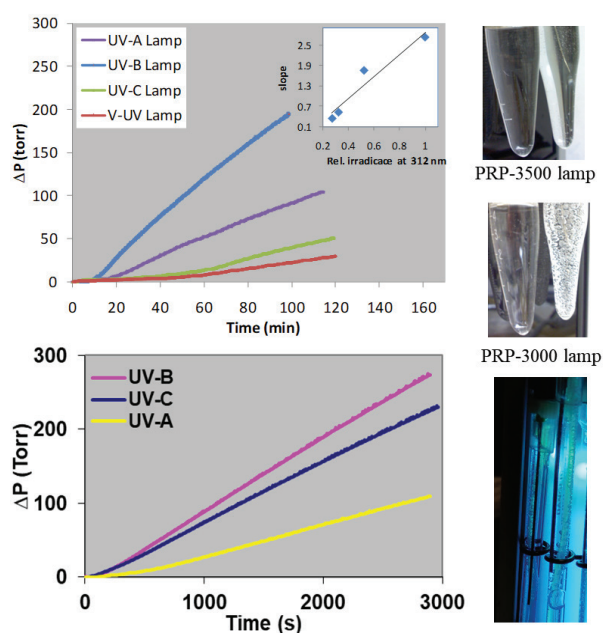 300
250
200
150
100
50
0
ΔP (torr)
UV-A Lamp
UV-B Lamp
UV-C Lamp
V-UV Lamp
slope
2.5
1.9
1.3
0.7
0.1
0.2 0.4 0.6 0.8 1
Rel. irradicace at 312 nm
0 20 40 60 80 100 120 140 160
Time (min)
PRP-3500 lamp
PRP-3000 lamp
300
200
100
0
ΔP (Torr)
UV-B
UV-C
UV-A
0 1000 2000 3000
Time (s)